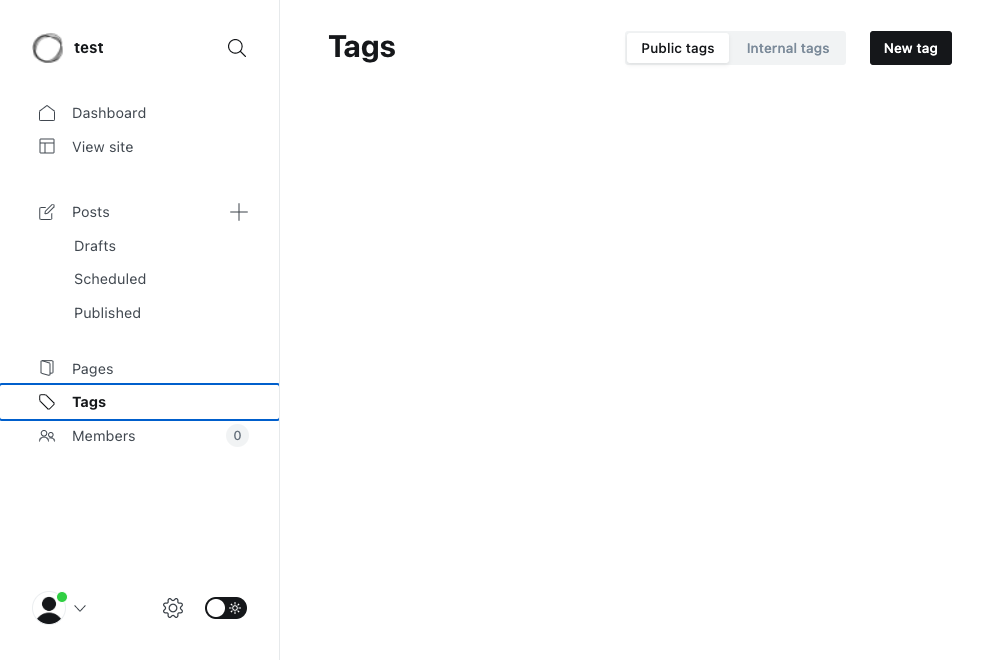 test
Dashboard
View site
Posts
Drafts
Scheduled
Published
Pages
Tags
Members 0
Tags
Public tags Internal tags New tag